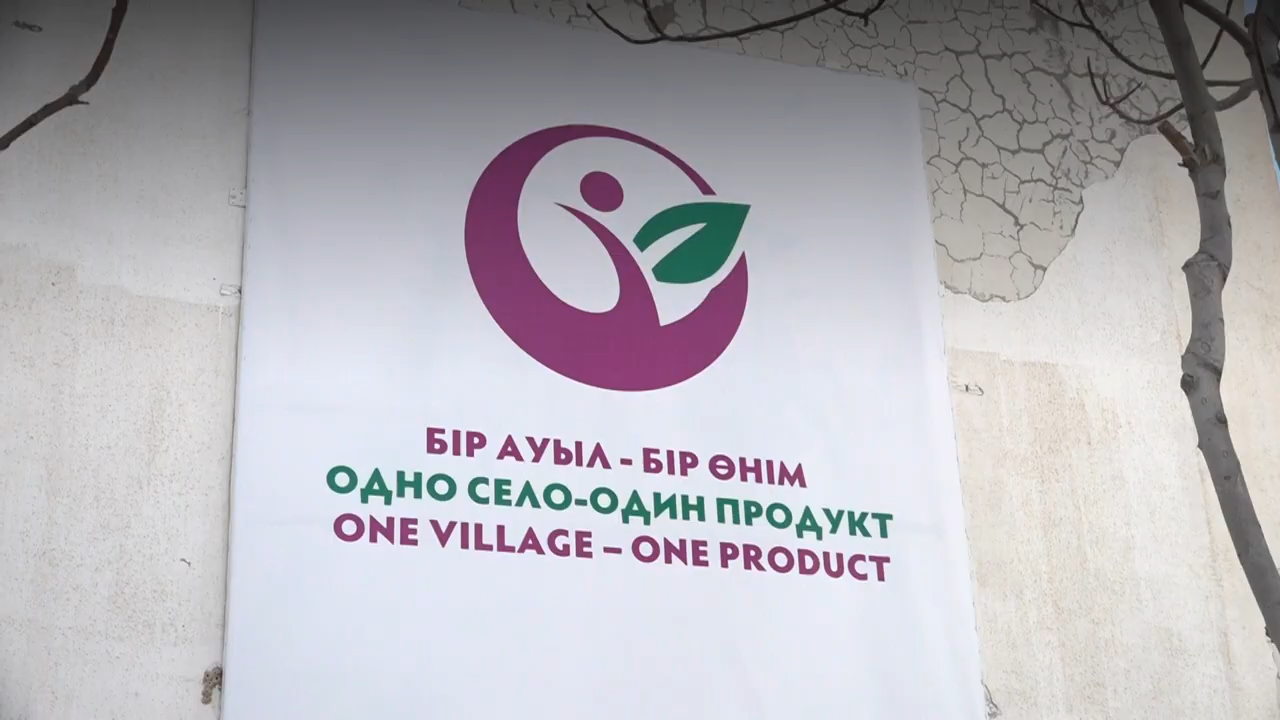 БІР АУЫЛ - БІР ӨНІМ
ОДНО СЕЛО-ОДИН ПРОДУКТ
ONE VILLAGE – ONE PRODUCT